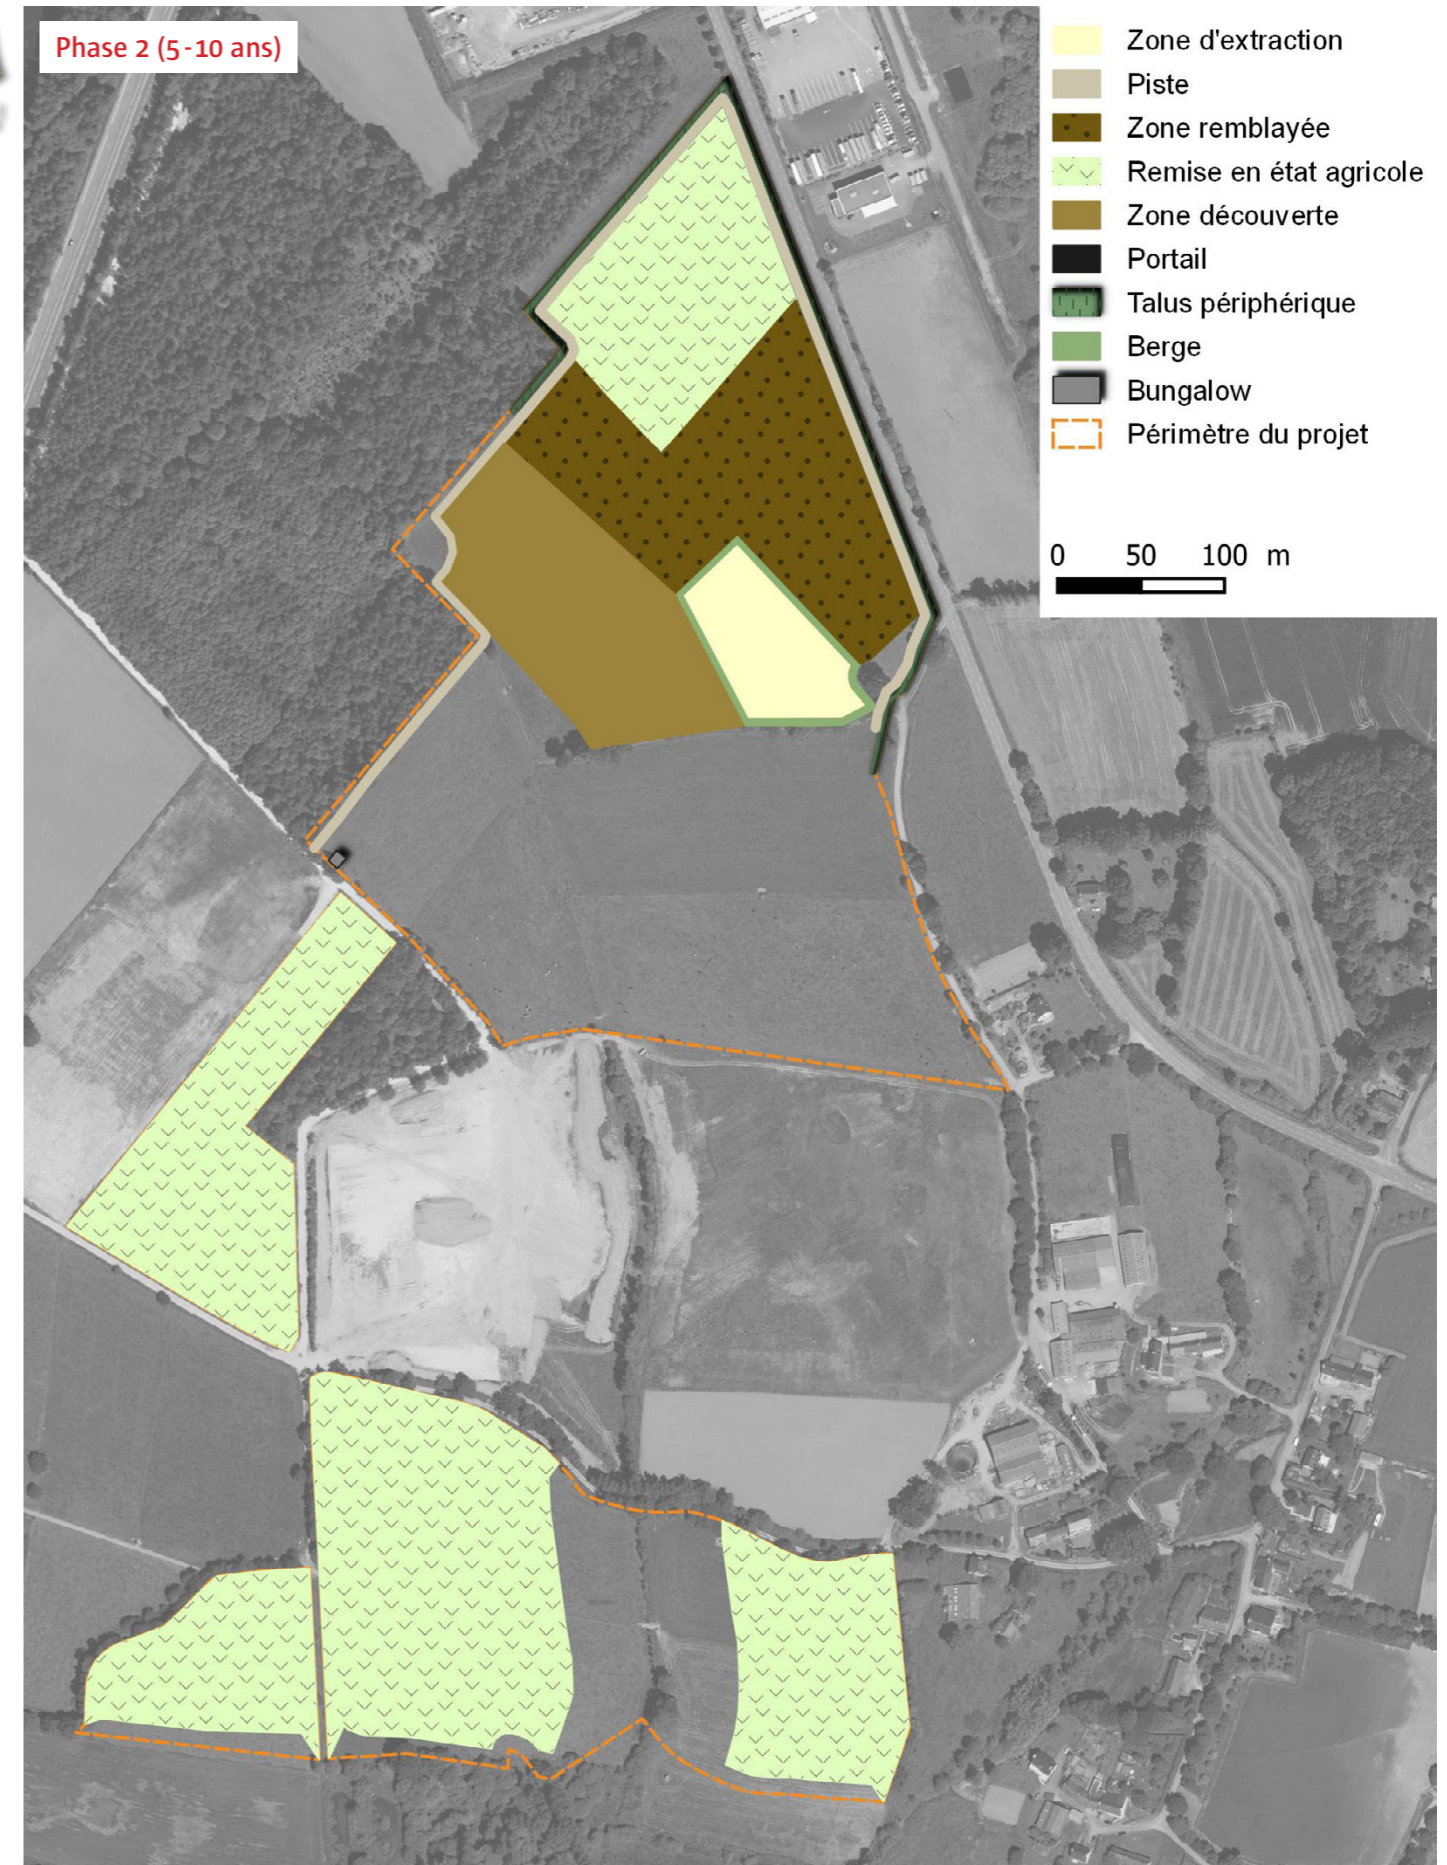 Phase 2 (5-10 ans)
Zone d'extraction
Piste
Zone remblayée
Remise en état agricole
Zone découverte
Portail
Talus périphérique
Berge
Bungalow
Périmètre du projet
0 50 100 m